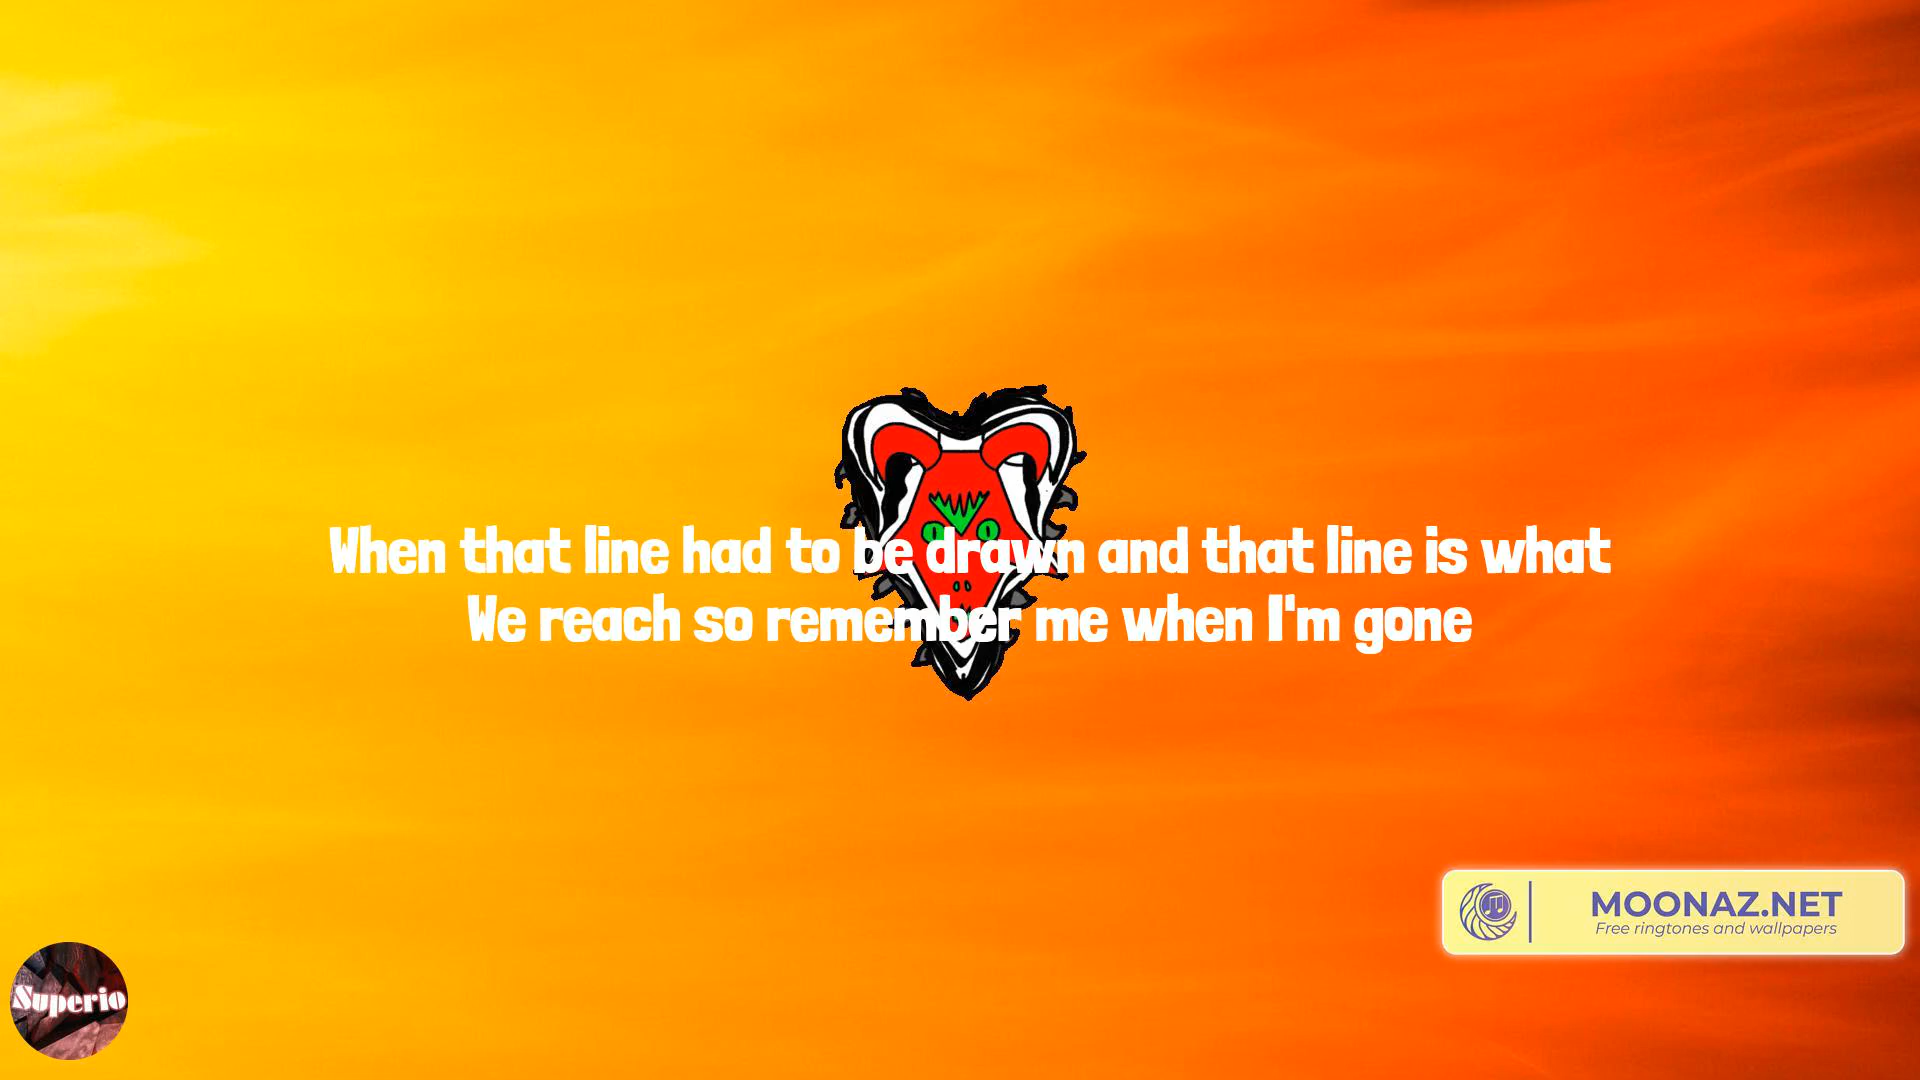 When that line had to be drawn and that line is what
We reach so remember me when I'm gone
MOONAZ.NET
Free ringtones and wallpapers
Superio